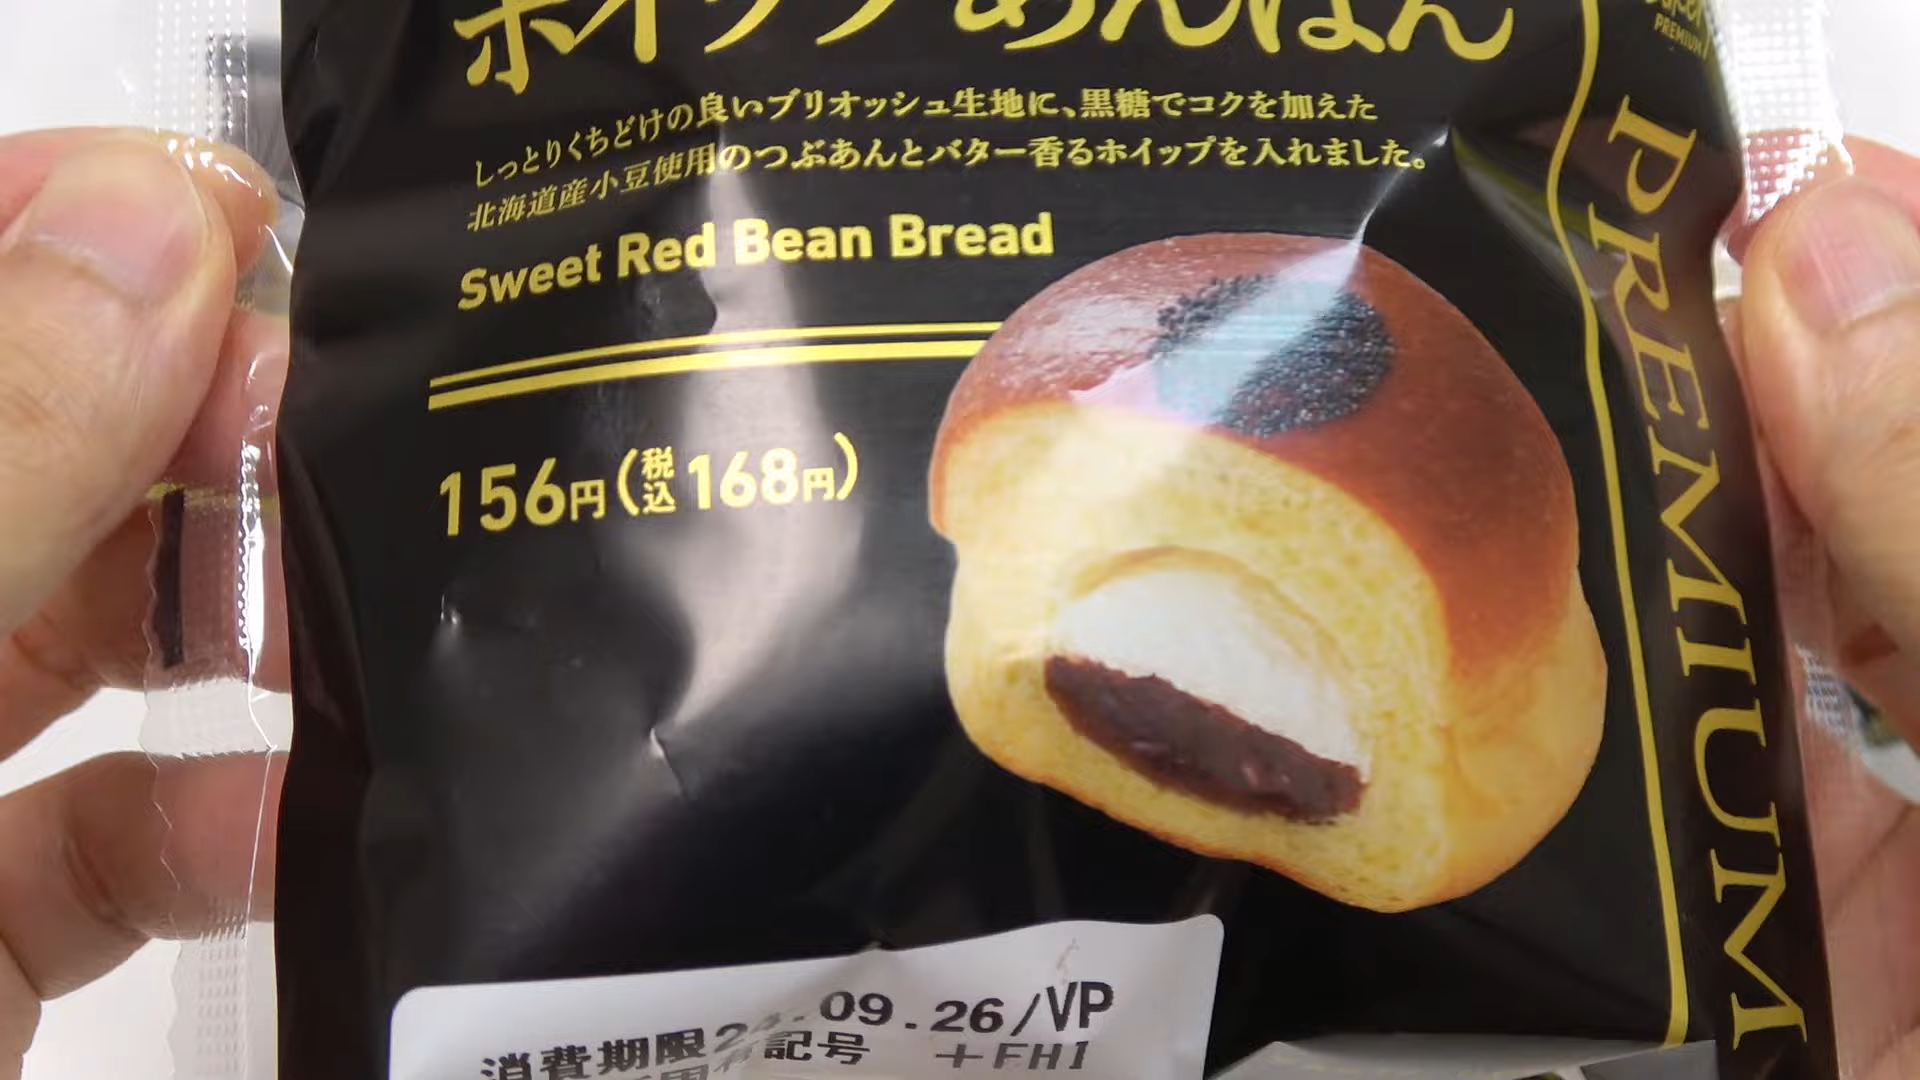 ホイップあんぱん
PREMIUM
しっとりくちどけの良いブリオッシュ生地に、黒糖でコクを加えた
北海道産小豆使用のつぶあんとバター香るホイップを入れました。
Sweet Red Bean Bread
PREMIUM
156円(税込168円)
消費期限 .09.26/VP
記号 +FHI